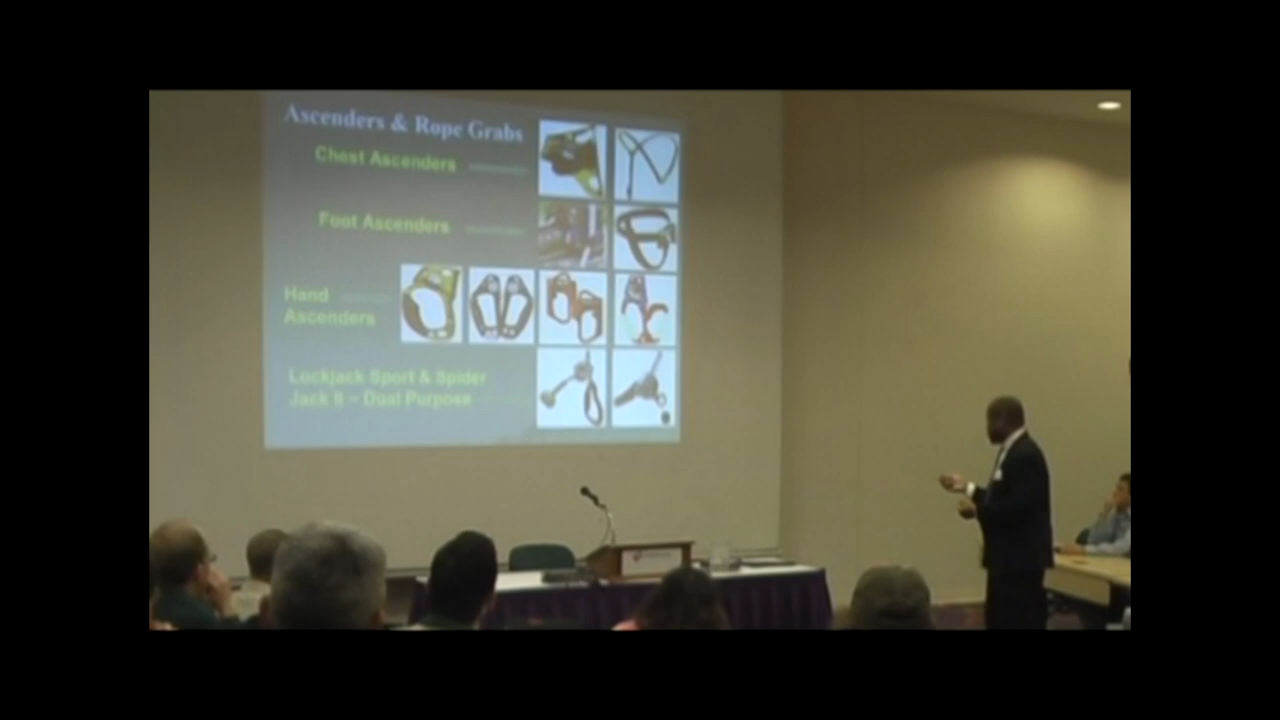 Ascenders & Rope Grabs
Chest Ascenders
Foot Ascenders
Hand
Ascenders
Lockjack Sport & Spider
Jack II – Dual Purpose